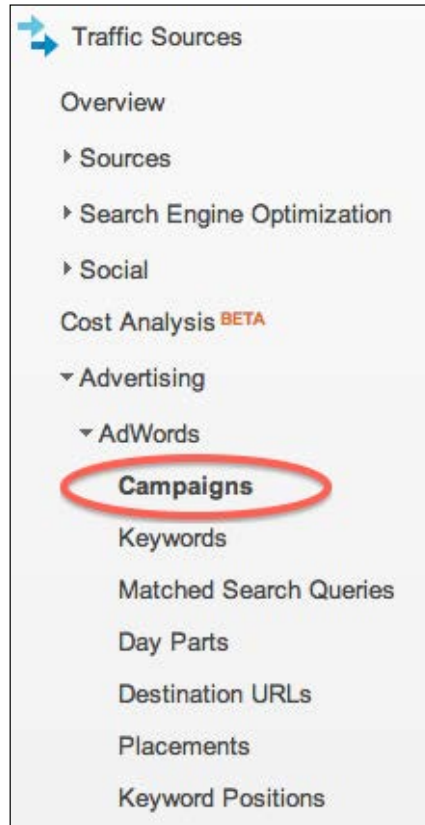 Traffic Sources
Overview
Sources
Search Engine Optimization
Social
Cost Analysis BETA
Advertising
AdWords
Campaigns
Keywords
Matched Search Queries
Day Parts
Destination URLs
Placements
Keyword Positions